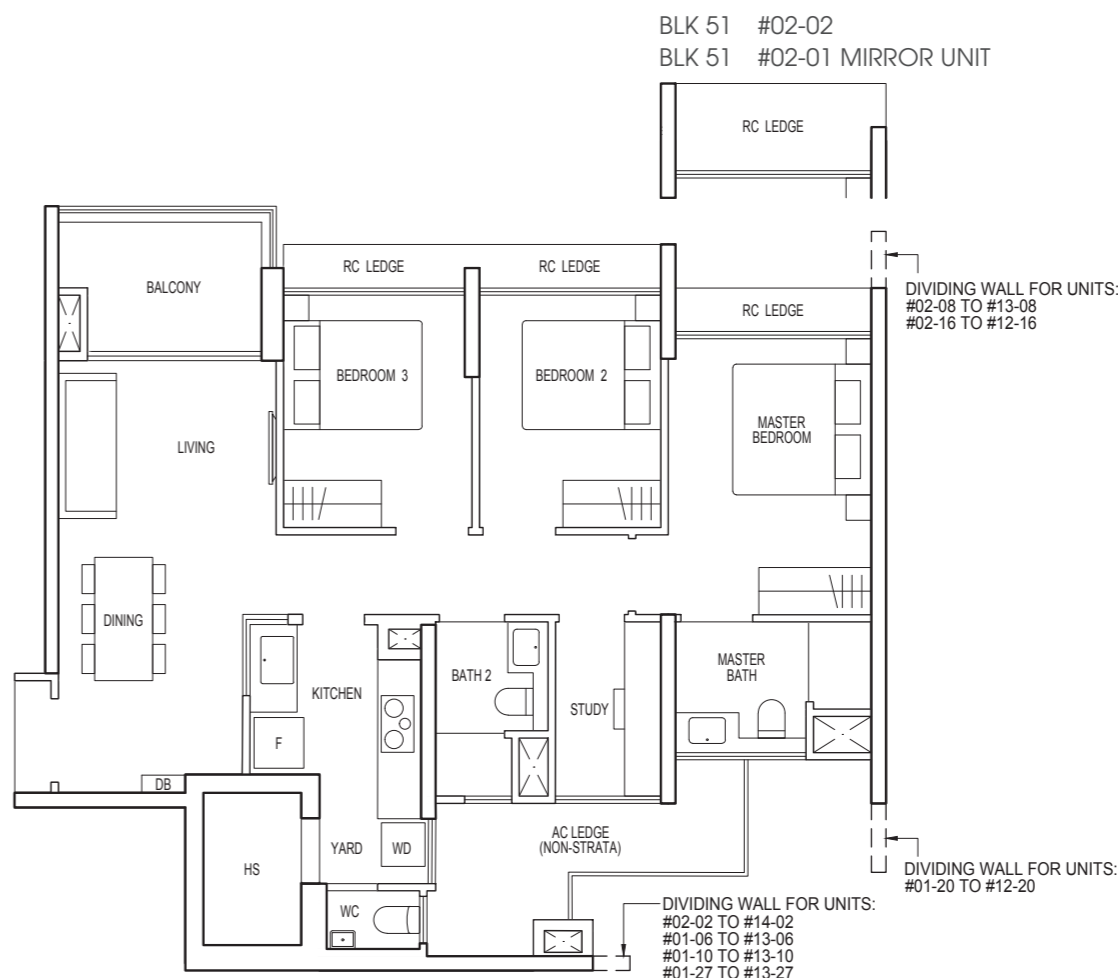 BLK 51 #02-02
BLK 51 #02-01 MIRROR UNIT
RC LEDGE
BALCONY
RC LEDGE
RC LEDGE
DIVIDING WALL FOR UNITS:
#02-08 TO #13-08
#02-16 TO #12-16
RC LEDGE
BEDROOM 3
BEDROOM 2
MASTER
BEDROOM
LIVING
DINING
KITCHEN
BATH 2
STUDY
MASTER
BATH
F
DB
HS
YARD
WD
AC LEDGE
(NON-STRATA)
WC
DIVIDING WALL FOR UNITS:
#01-20 TO #12-20
DIVIDING WALL FOR UNITS:
#02-02 TO #14-02
#01-06 TO #13-06
#01-10 TO #13-10
#01-27 TO #13-27